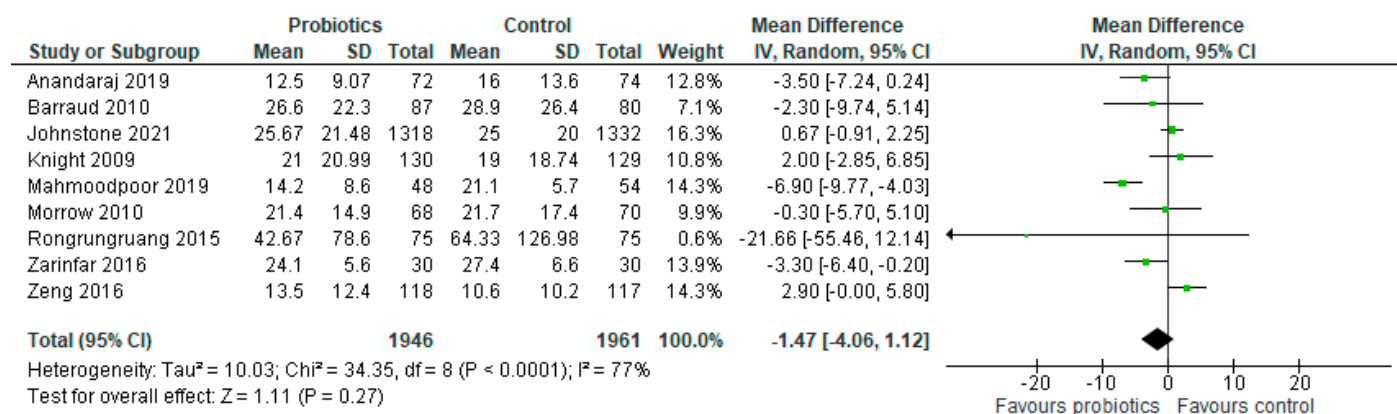 Probiotics Control Mean Difference Mean Difference
Study or Subgroup Mean SD Total Mean SD Total Weight IV, Random, 95% CI IV, Random, 95% CI
Anandaraj 2019 12.5 9.07 72 16 13.6 74 12.8% -3.50 [-7.24, 0.24]
Barraud 2010 26.6 22.3 87 28.9 26.4 80 7.1% -2.30 [-9.74, 5.14]
Johnstone 2021 25.67 21.48 1318 25 20 1332 16.3% 0.67 [-0.91, 2.25]
Knight 2009 21 20.99 130 19 18.74 129 10.8% 2.00 [-2.85, 6.85]
Mahmoodpoor 2019 14.2 8.6 48 21.1 5.7 54 14.3% -6.90 [-9.77, -4.03]
Morrow 2010 21.4 14.9 68 21.7 17.4 70 9.9% -0.30 [-5.70, 5.10]
Rongrungruang 2015 42.67 78.6 75 64.33 126.98 75 0.6% -21.66 [-55.46, 12.14]
Zarinfar 2016 24.1 5.6 30 27.4 6.6 30 13.9% -3.30 [-6.40, -0.20]
Zeng 2016 13.5 12.4 118 10.6 10.2 117 14.3% 2.90 [-0.00, 5.80]
Total (95% CI) 1946 1961 100.0% -1.47 [-4.06, 1.12]
Heterogeneity: Tau² = 10.03; Chi² = 34.35, df = 8 (P < 0.0001); I² = 77%
Test for overall effect: Z = 1.11 (P = 0.27)
-20 -10 0 10 20
Favours probiotics Favours control